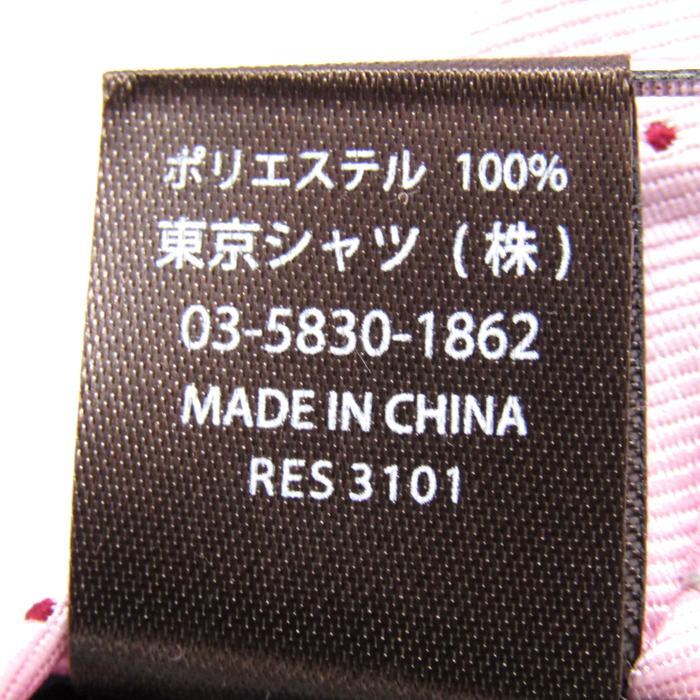 ポリエステル 100%
東京シャツ (株)
03-5830-1862
MADE IN CHINA
RES 3101